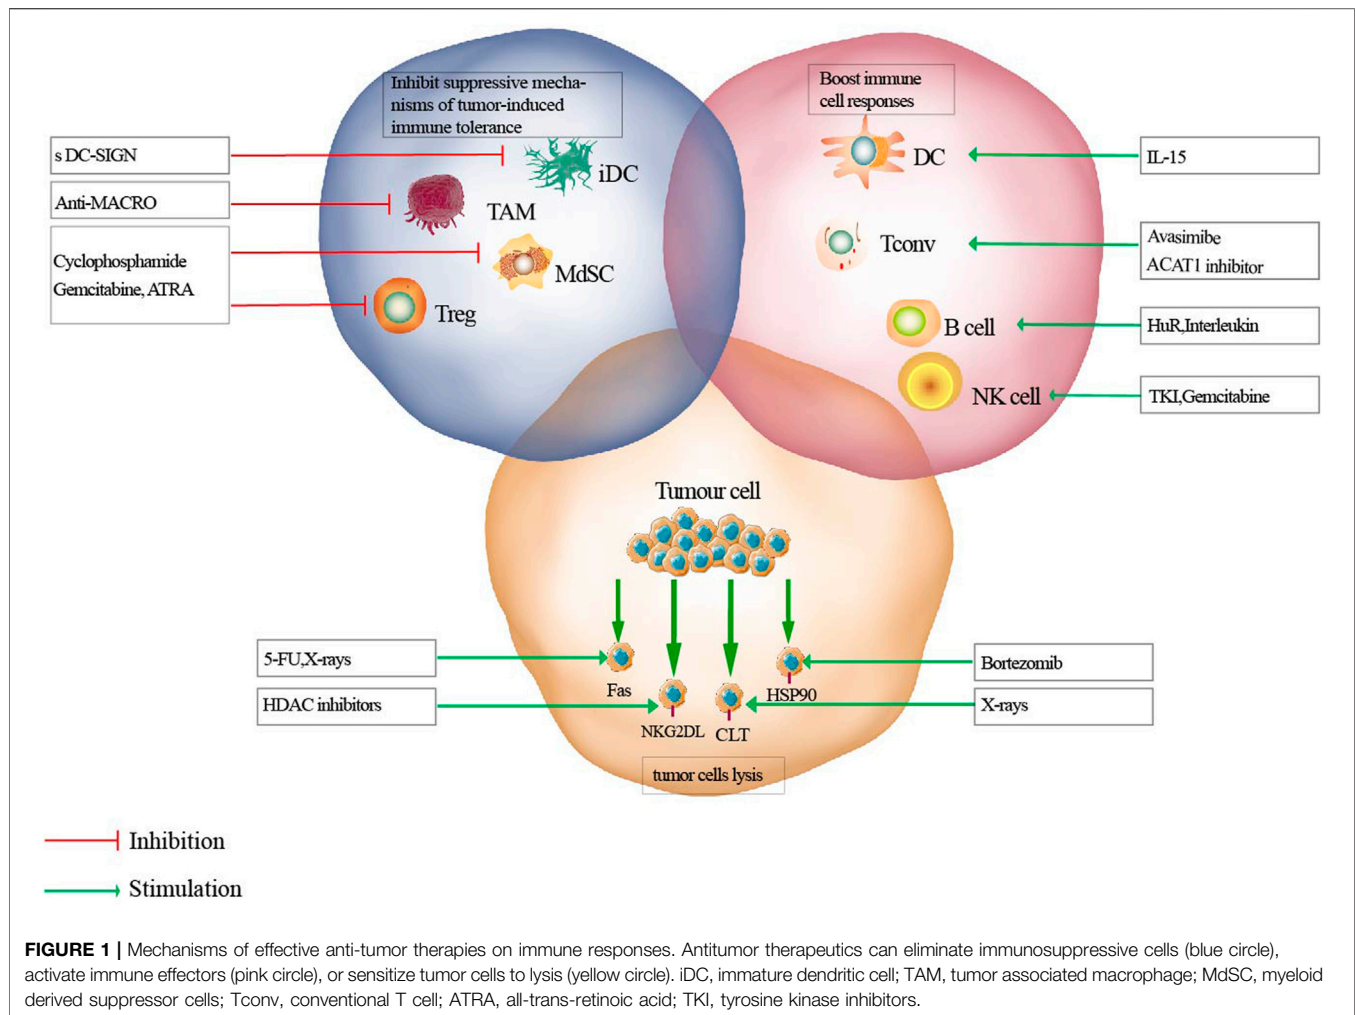 Inhibit suppressive mecha-
nisms of tumor-induced
immune tolerance
s DC-SIGN
iDC
Anti-MACRO
TAM
Cyclophosphamide
Gemcitabine, ATRA
MdSC
Treg
Boost immune
cell responses
DC
IL-15
Tconv
Avasimibe
ACAT1 inhibitor
B cell
HuR,Interleukin
NK cell
TKI,Gemcitabine
Tumour cell
5-FU,X-rays
Fas
HDAC inhibitors
NKG2DL
CLT
HSP90
Bortezomib
X-rays
tumor cells lysis
Inhibition
Stimulation
FIGURE 1 | Mechanisms of effective anti-tumor therapies on immune responses. Antitumor therapeutics can eliminate immunosuppressive cells (blue circle),
activate immune effectors (pink circle), or sensitize tumor cells to lysis (yellow circle). iDC, immature dendritic cell; TAM, tumor associated macrophage; MdSC, myeloid
derived suppressor cells; Tconv, conventional T cell; ATRA, all-trans-retinoic acid; TKI, tyrosine kinase inhibitors.